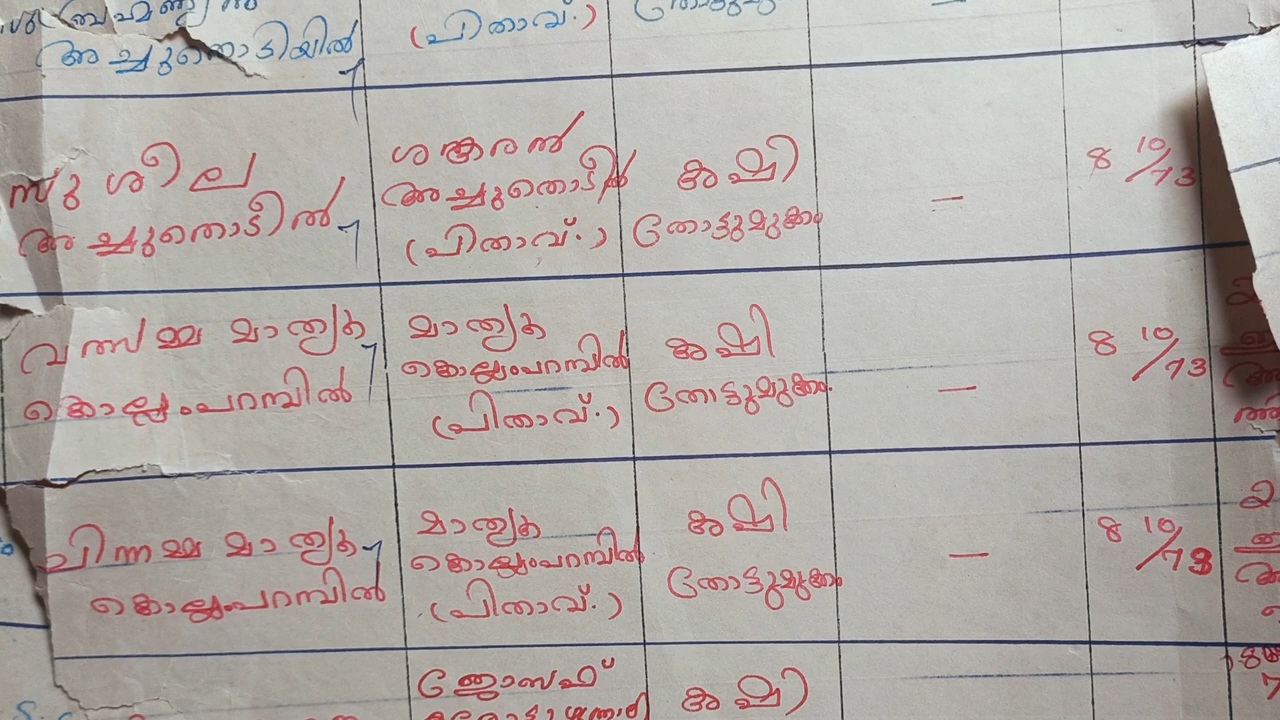 അച്ചുതൊടിയിൽ
(പിതാവ്.)
സുശീല
അച്ചുതൊടിയിൽ
ശങ്കരൻ
അച്ചുതൊടിയിൽ
(പിതാവ്.)
കൃഷി
തോട്ടുമുക്കം
—
8 10/73
വത്സമ്മ മാത്യു
കൊല്ലംപറമ്പിൽ
മാത്യു
കൊല്ലംപറമ്പിൽ
(പിതാവ്.)
കൃഷി
തോട്ടുമുക്കം.
—
8 10/73
ചിന്നമ്മ മാത്യു
കൊല്ലംപറമ്പിൽ
മാത്യു
കൊല്ലംപറമ്പിൽ
(പിതാവ്.)
കൃഷി
തോട്ടുമുക്കം
—
8 10/73
ജോസഫ്
കൃഷി